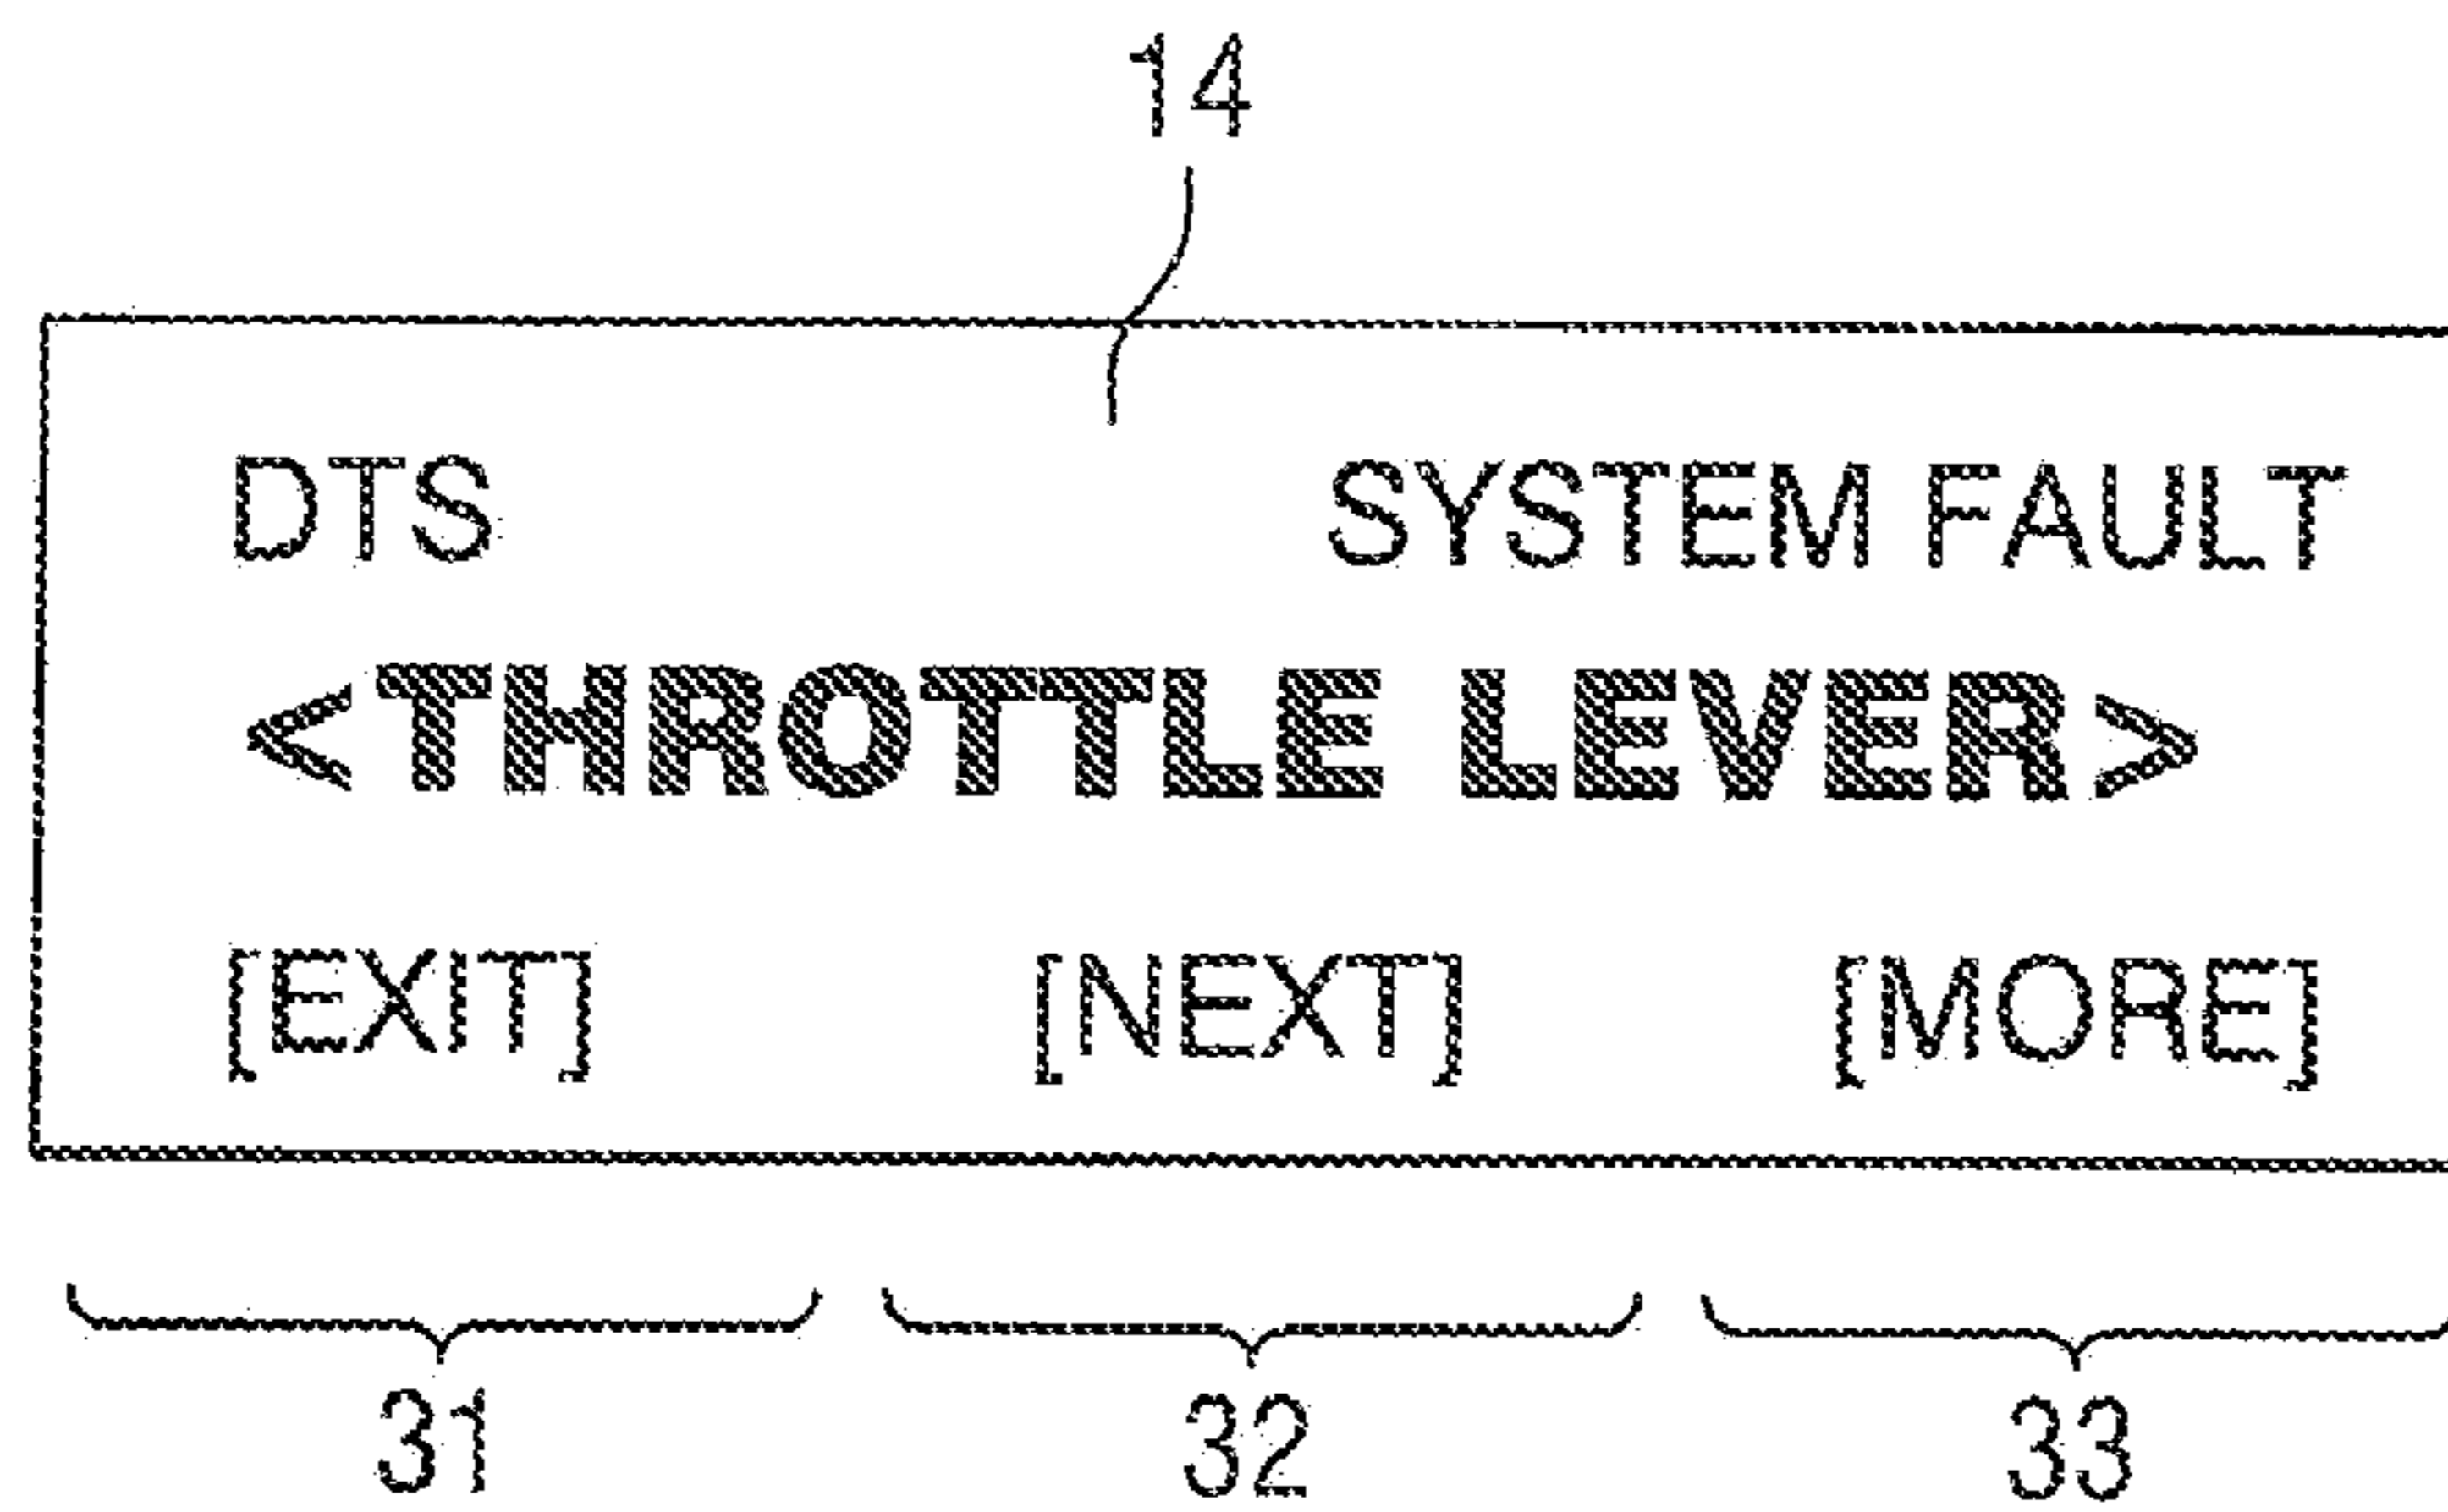 14
DTS SYSTEM FAULT
<THROTTLE LEVER>
[EXIT] [NEXT] [MORE]
31 32 33